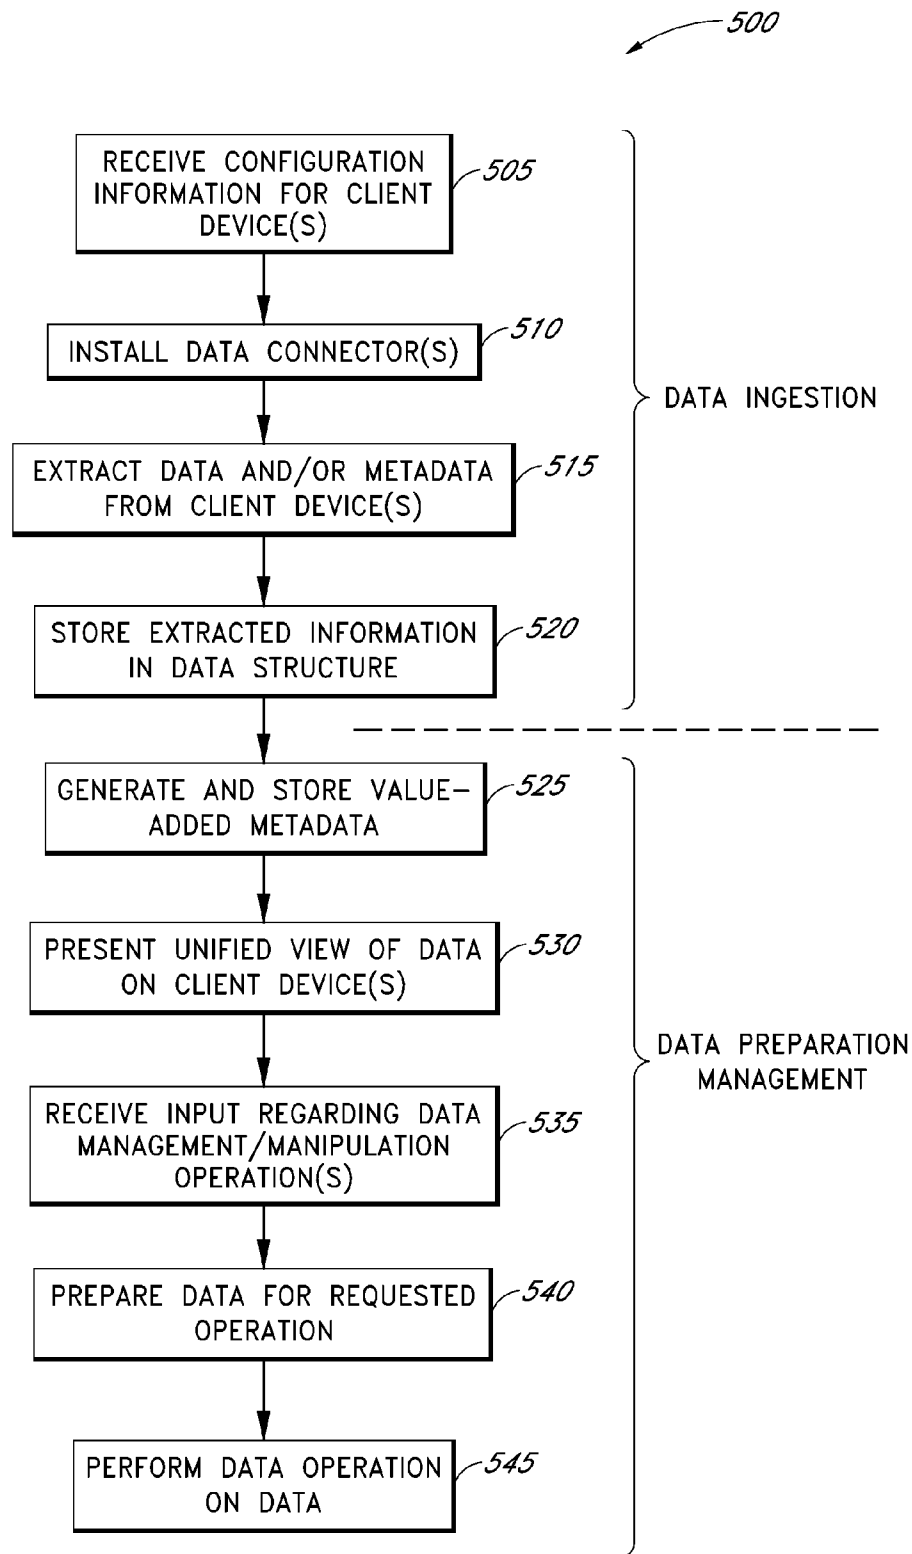 500
RECEIVE CONFIGURATION
INFORMATION FOR CLIENT
DEVICE(S)
505
INSTALL DATA CONNECTOR(S)
510
DATA INGESTION
EXTRACT DATA AND/OR METADATA
FROM CLIENT DEVICE(S)
515
STORE EXTRACTED INFORMATION
IN DATA STRUCTURE
520
GENERATE AND STORE VALUE-
ADDED METADATA
525
PRESENT UNIFIED VIEW OF DATA
ON CLIENT DEVICE(S)
530
DATA PREPARATION
MANAGEMENT
RECEIVE INPUT REGARDING DATA
MANAGEMENT/MANIPULATION
OPERATION(S)
535
PREPARE DATA FOR REQUESTED
OPERATION
540
PERFORM DATA OPERATION
ON DATA
545